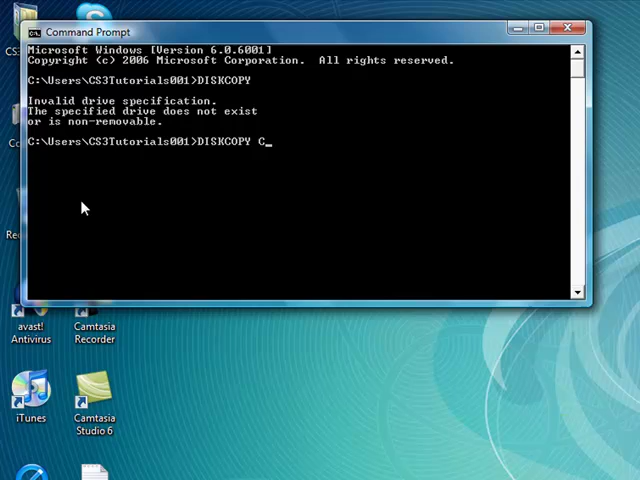 Command Prompt
Microsoft Windows [Version 6.0.6001]
Copyright (c) 2006 Microsoft Corporation.  All rights reserved.
C:\Users\CS3Tutorials001>DISKCOPY
Invalid drive specification.
The specified drive does not exist
or is non-removable.
C:\Users\CS3Tutorials001>DISKCOPY C_
avast!
Antivirus
Camtasia
Recorder
iTunes
Camtasia
Studio 6